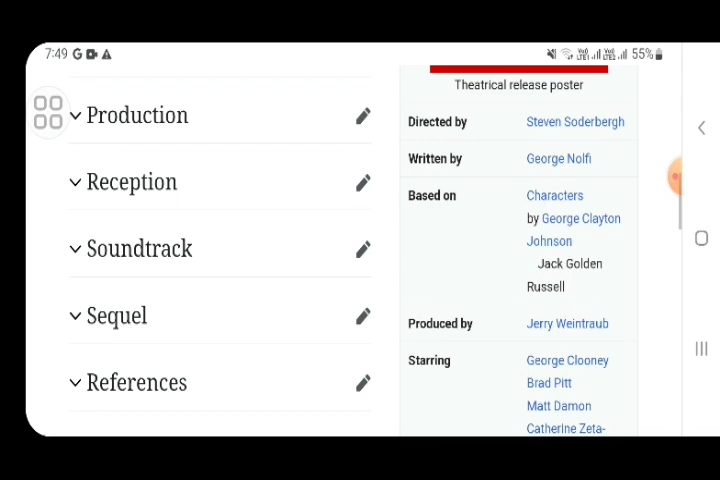 7:49 G 55%
Theatrical release poster
Production
Directed by Steven Soderbergh
Written by George Nolfi
Reception
Based on Characters
by George Clayton
Johnson
Jack Golden
Russell
Soundtrack
Sequel
Produced by Jerry Weintraub
Starring George Clooney
Brad Pitt
References
Matt Damon
Catherine Zeta-